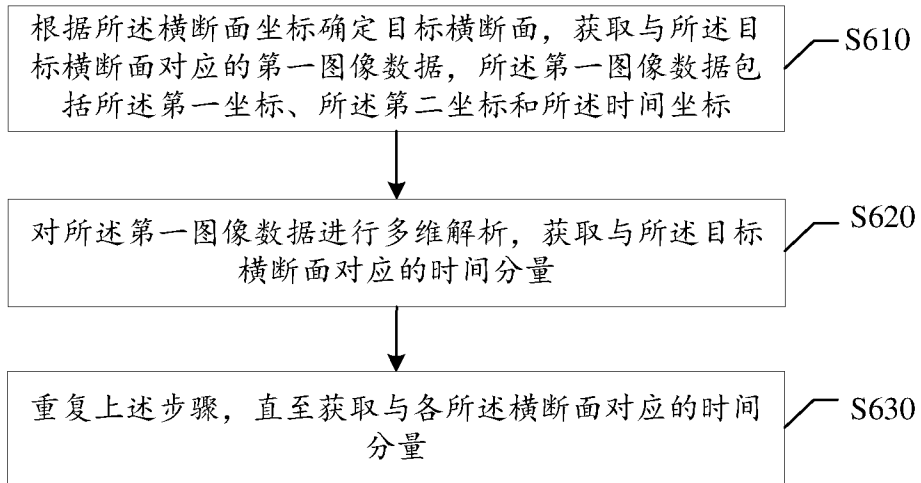 根据所述横断面坐标确定目标横断面，获取与所述目
标横断面对应的第一图像数据，所述第一图像数据包
括所述第一坐标、所述第二坐标和所述时间坐标
S610
对所述第一图像数据进行多维解析，获取与所述目标
横断面对应的时间分量
S620
重复上述步骤，直至获取与各所述横断面对应的时间
分量
S630